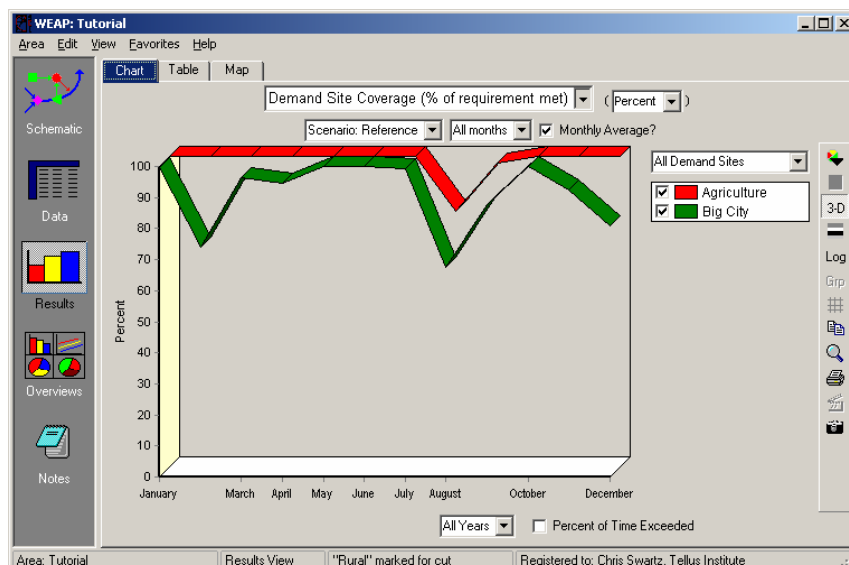 WEAP: Tutorial
Area Edit View Favorites Help
Chart Table Map
Demand Site Coverage (% of requirement met) ( Percent )
Scenario: Reference All months Monthly Average?
Schematic
Data
Results
Overviews
Notes
All Demand Sites
Agriculture
Big City
3-D
Log
Grp
Percent
100
90
80
70
60
50
40
30
20
10
0
January March April May June July August October December
All Years Percent of Time Exceeded
Area: Tutorial Results View "Rural" marked for cut Registered to: Chris Swartz, Tellus Institute